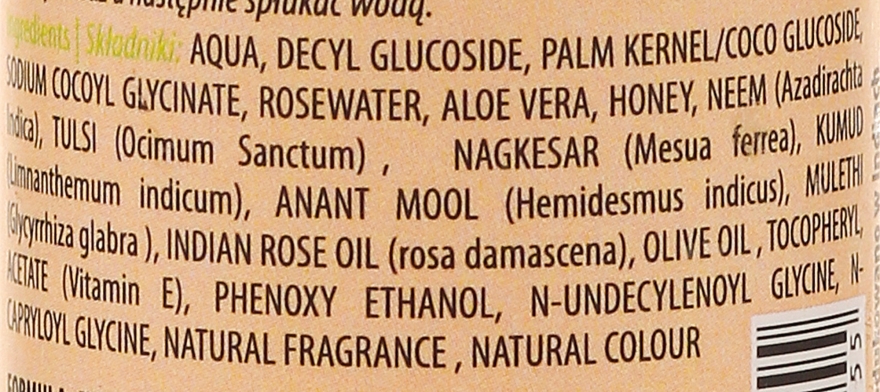 następnie spłukać wodą.
Ingredients | Składniki: AQUA, DECYL GLUCOSIDE, PALM KERNEL/COCO GLUCOSIDE,
SODIUM COCOYL GLYCINATE, ROSEWATER, ALOE VERA, HONEY, NEEM (Azadirachta
Indica), TULSI (Ocimum Sanctum) , NAGKESAR (Mesua ferrea), KUMUD
(Limnanthemum indicum), ANANT MOOL (Hemidesmus indicus), MULETHI
(Glycyrrhiza glabra ), INDIAN ROSE OIL (rosa damascena), OLIVE OIL , TOCOPHERYL
ACETATE (Vitamin E), PHENOXY ETHANOL, N-UNDECYLENOYL GLYCINE, N-
CAPRYLOYL GLYCINE, NATURAL FRAGRANCE , NATURAL COLOUR
5 5